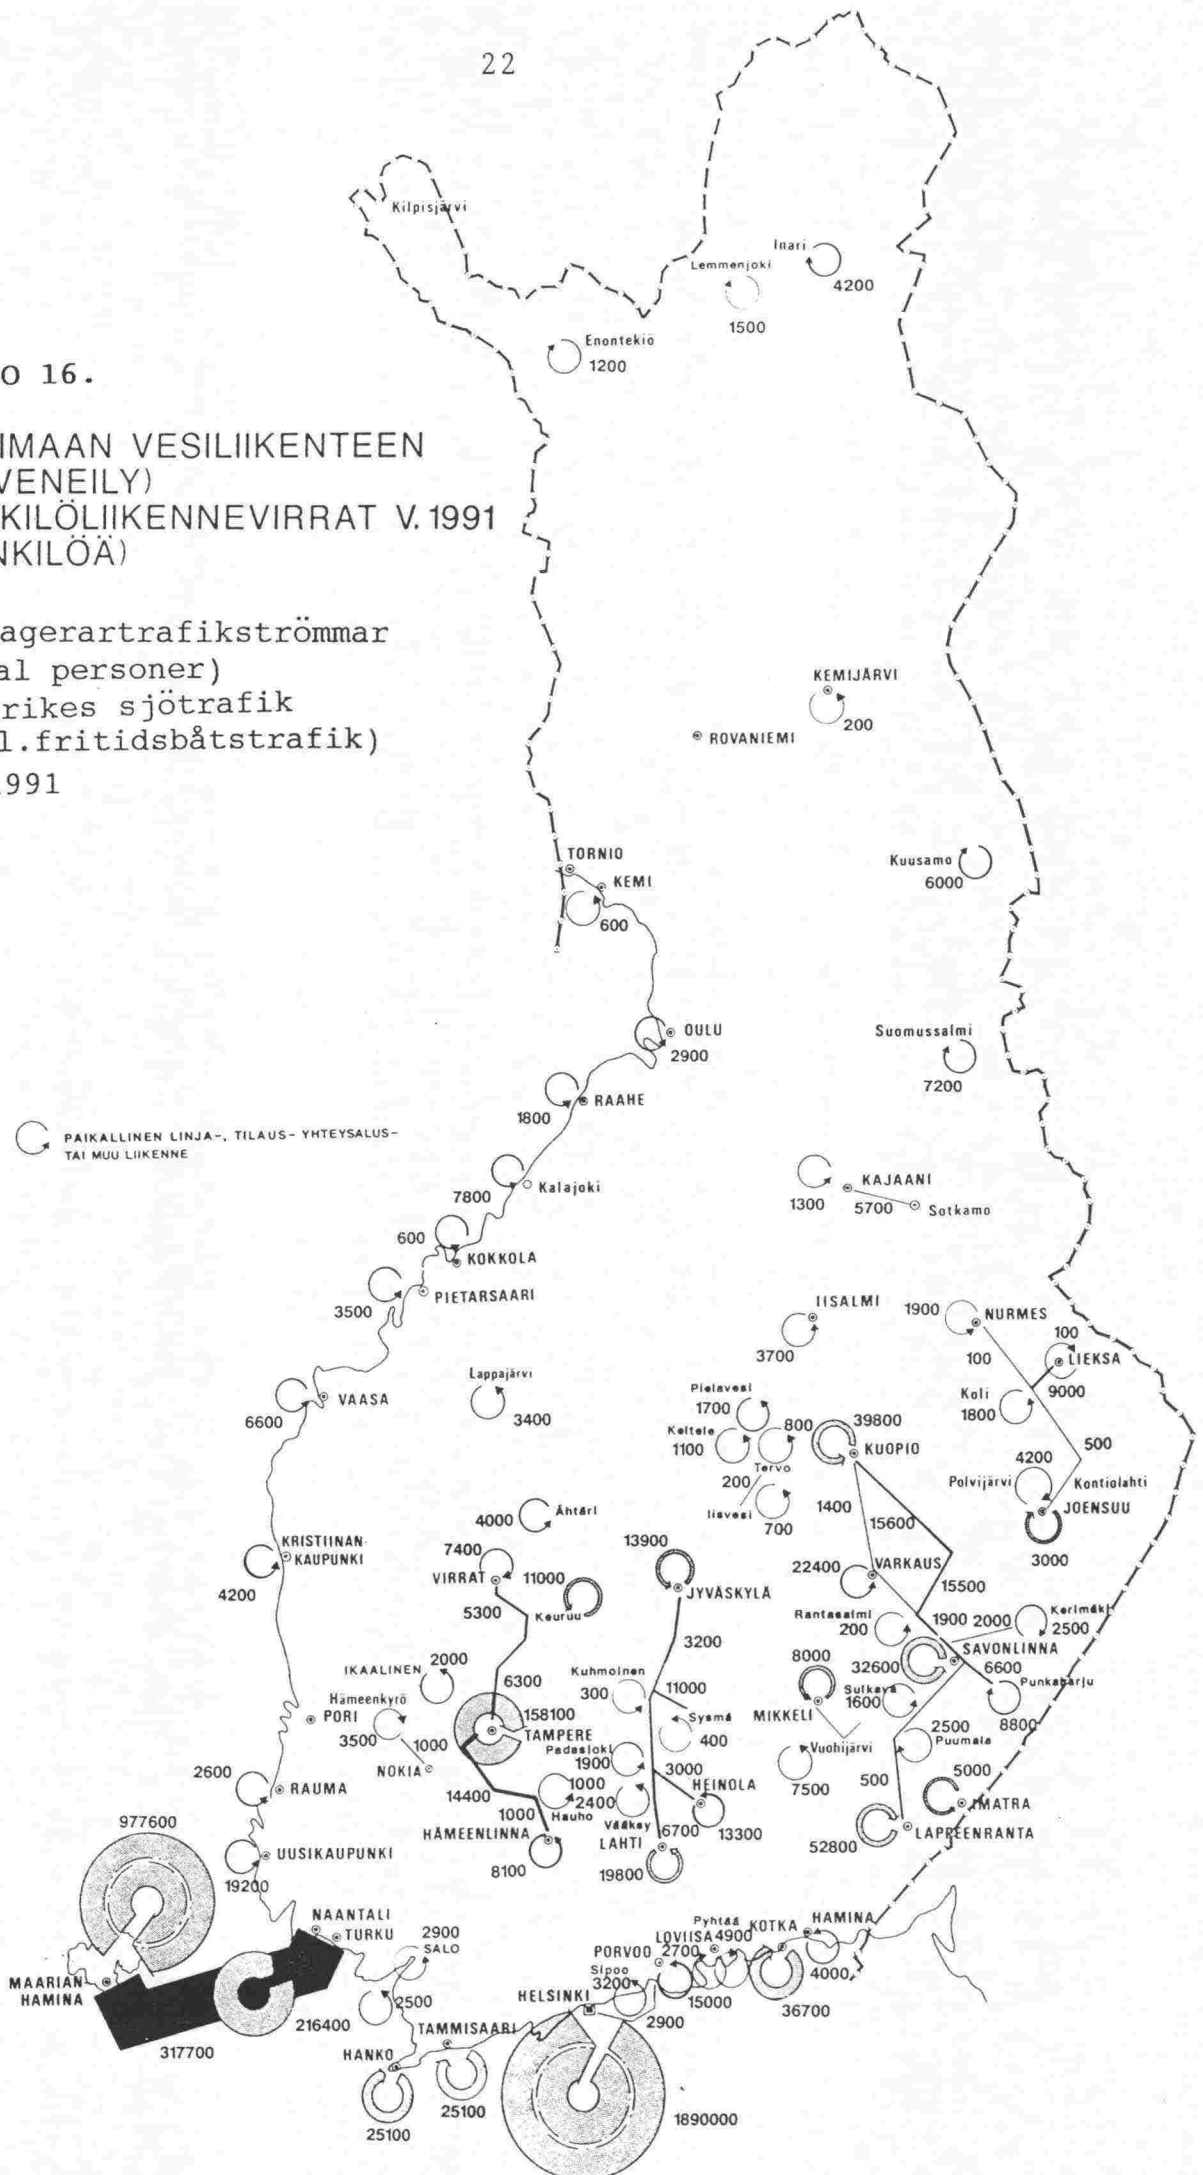 22
Kilpisjärvi
Inari
4200
Lemmenjoki
1500
Enontekiö
1200
O 16.
IMAAN VESILIIKENTEEN
VENEILY)
KILÖLIIKENNEVIRRAT V. 1991
NKILÖÄ)
agerartrafikströmmar
al personer)
rikes sjötrafik
l.fritidsbåtstrafik)
1991
KEMIJÄRVI
200
ROVANIEMI
TORNIO
KEMI
600
Kuusamo
6000
OULU
2900
Suomussalmi
7200
RAAHE
1800
PAIKALLINEN LINJA-, TILAUS- YHTEYSALUS-
TAI MUU LIIKENNE
Kalajoki
7800
KAJAANI
1300
5700
Sotkamo
600
KOKKOLA
PIETARSAARI
3500
IISALMI
3700
1900
NURMES
100
100
LIEKSA
9000
Koli
1800
VAASA
6600
Lappajärvi
3400
Pielavesi
1700
Keitele
1100
800
Tervo
200
Iisvesi
700
39800
KUOPIO
1400
15600
500
4200
Polvijärvi
Kontiolahti
JOENSUU
3000
4000
Ähtäri
KRISTIINAN-
KAUPUNKI
4200
7400
VIRRAT
11000
Keuruu
5300
6300
13900
JYVÄSKYLÄ
3200
22400
VARKAUS
15500
Rantasalmi
200
1900
2000
Kerimäki
2500
SAVONLINNA
32600
6600
Punkaharju
8800
IKAALINEN
2000
Hämeenkyrö
3500
PORI
1000
NOKIA
158100
TAMPERE
14400
1000
Kuhmoinen
300
11000
Sysmä
400
Padasjoki
1900
1000
Hauho
2400
Vääksy
3000
HEINOLA
13300
8000
MIKKELI
Sulkava
1600
Vuohijärvi
7500
2500
Puumala
500
5000
IMATRA
LAPPEENRANTA
52800
2600
RAUMA
977600
UUSIKAUPUNKI
19200
HÄMEENLINNA
8100
LAHTI
6700
19800
NAANTALI
TURKU
2900
SALO
MAARIAN
HAMINA
216400
317700
2500
TAMMISAARI
HANKO
25100
25100
HELSINKI
1890000
2900
Sipoo
3200
PORVOO
2700
LOVIISA
15000
Pyhtää
4900
KOTKA
36700
HAMINA
4000